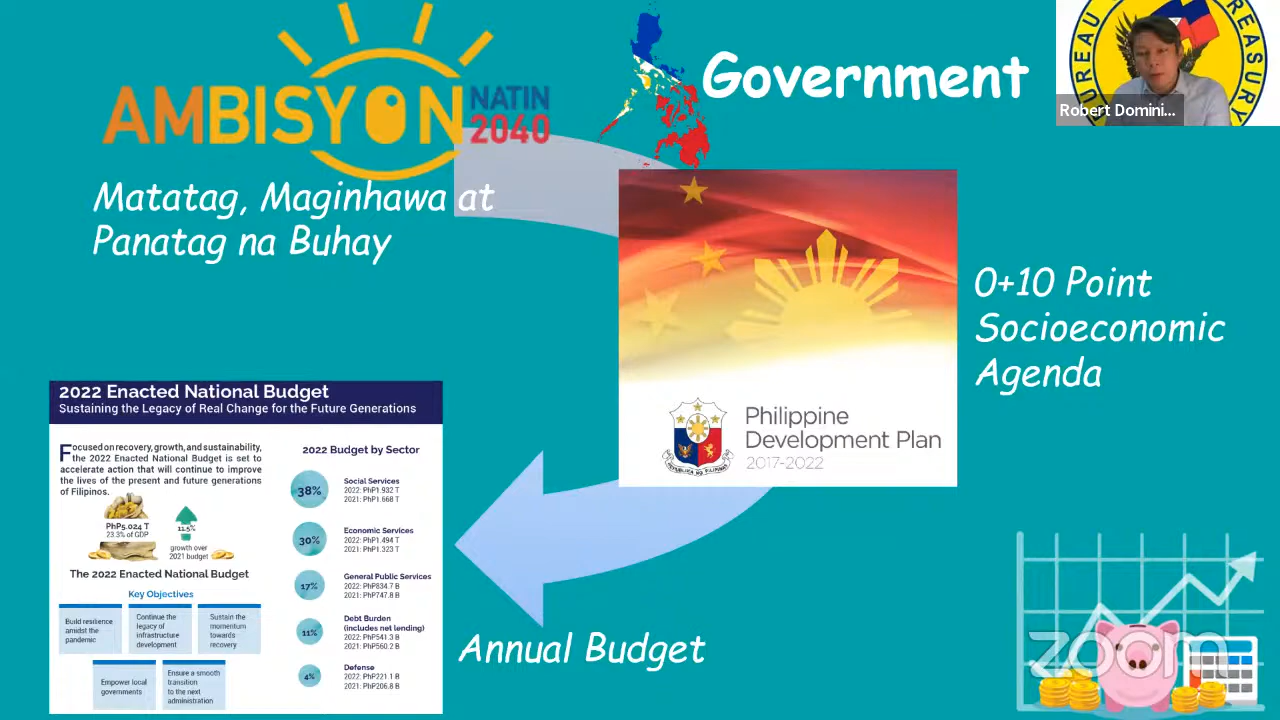 AMBISYON NATIN 2040
Matatag, Maginhawa at
Panatag na Buhay
Government
BUREAU
TREASURY
Robert Domini...
Philippine
Development Plan
2017-2022
0+10 Point
Socioeconomic
Agenda
2022 Enacted National Budget
Sustaining the Legacy of Real Change for the Future Generations
Focused on recovery, growth, and sustainability,
the 2022 Enacted National Budget is set to
accelerate action that will continue to improve
the lives of the present and future generations
of Filipinos.
PhP5.024 T
23.3% of GDP
11.5%
growth over
2021 budget
The 2022 Enacted National Budget
Key Objectives
Build resilience
amidst the
pandemic
Continue the
legacy of
infrastructure
development
Sustain the
momentum
towards
recovery
Empower local
governments
Ensure a smooth
transition
to the next
administration
2022 Budget by Sector
38%
Social Services
2022: PhP1.932 T
2021: PhP1.668 T
30%
Economic Services
2022: PhP1.494 T
2021: PhP1.323 T
17%
General Public Services
2022: PhP834.7 B
2021: PhP747.8 B
11%
Debt Burden
(includes net lending)
2022: PhP541.3 B
2021: PhP560.2 B
4%
Defense
2022: PhP221.1 B
2021: PhP206.8 B
Annual Budget
zoom